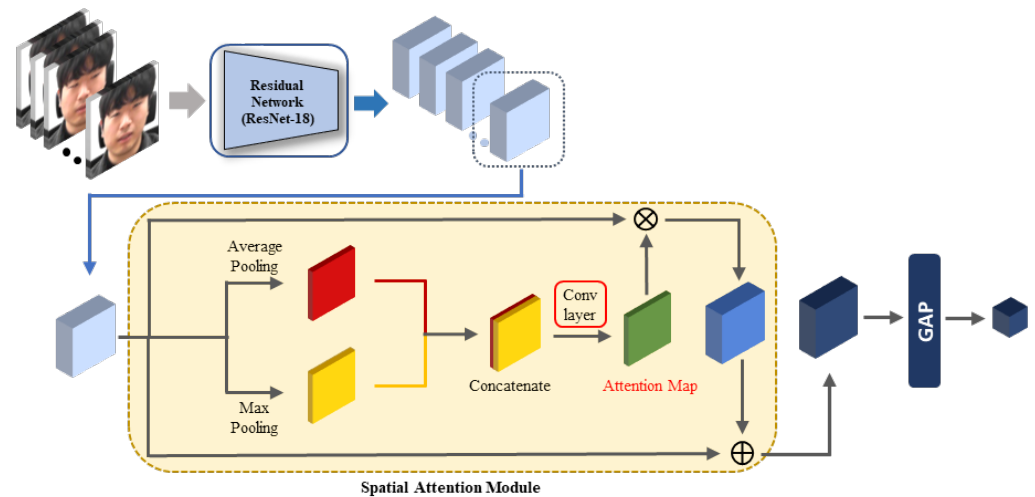 Residual
Network
(ResNet-18)
Average
Pooling
Conv
layer
GAP
Concatenate
Attention Map
Max
Pooling
Spatial Attention Module